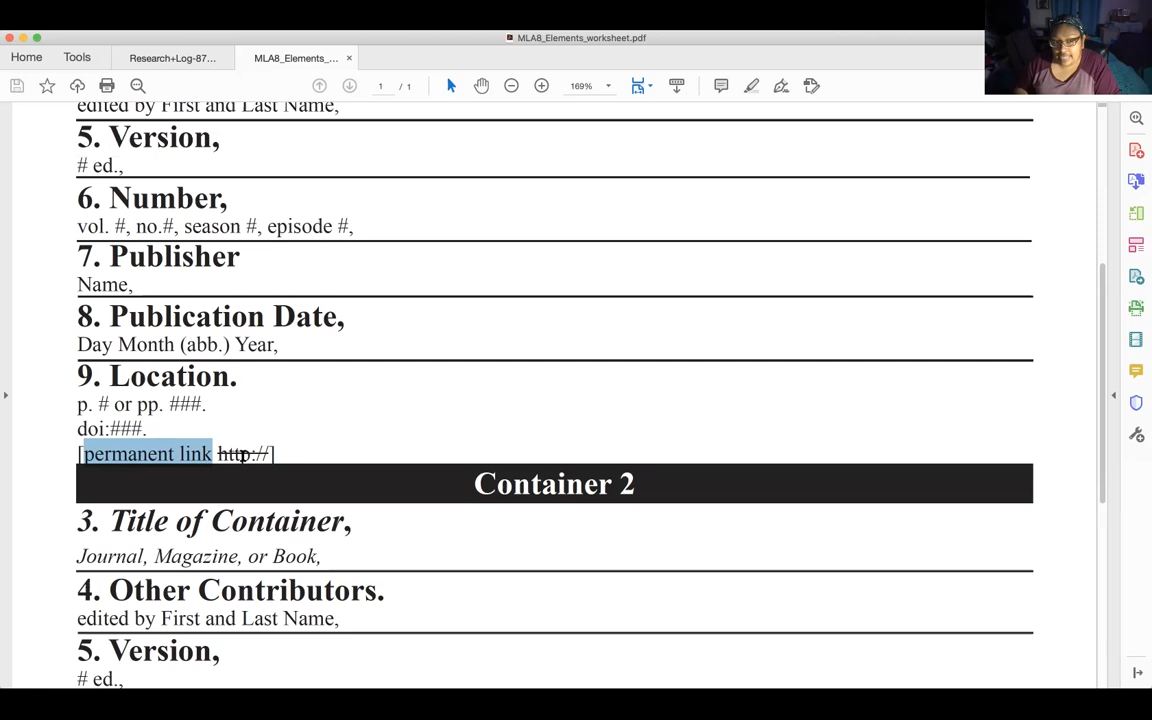 MLA8_Elements_worksheet.pdf
Home Tools Research+Log-87... MLA8_Elements_... ×
1 / 1 169%
edited by First and Last Name,
5. Version,
# ed.,
6. Number,
vol. #, no.#, season #, episode #,
7. Publisher
Name,
8. Publication Date,
Day Month (abb.) Year,
9. Location.
p. # or pp. ###.
doi:###.
[permanent link http://]
Container 2
3. Title of Container,
Journal, Magazine, or Book,
4. Other Contributors.
edited by First and Last Name,
5. Version,
# ed.,